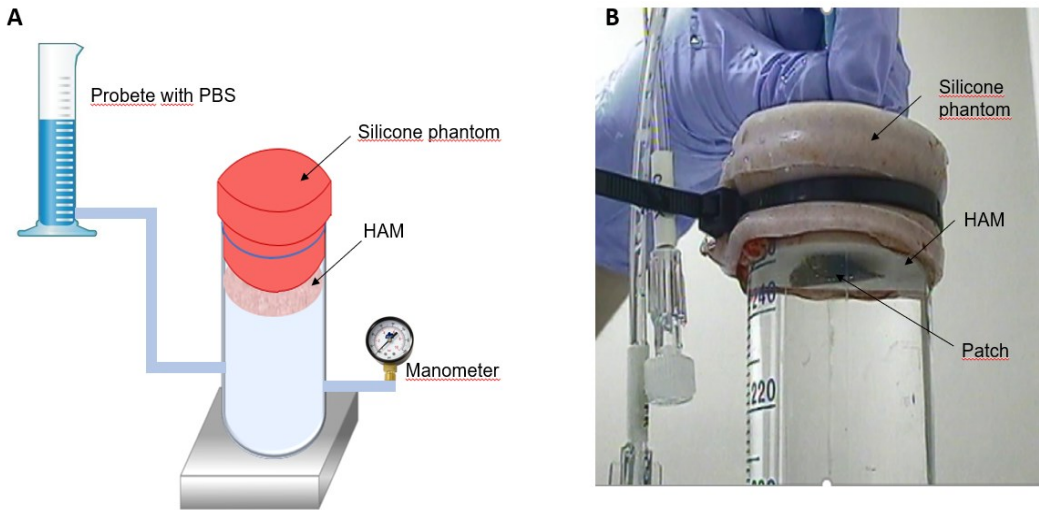 A
Probete with PBS
Silicone phantom
HAM
Manometer
B
Silicone
phantom
HAM
Patch
240
220